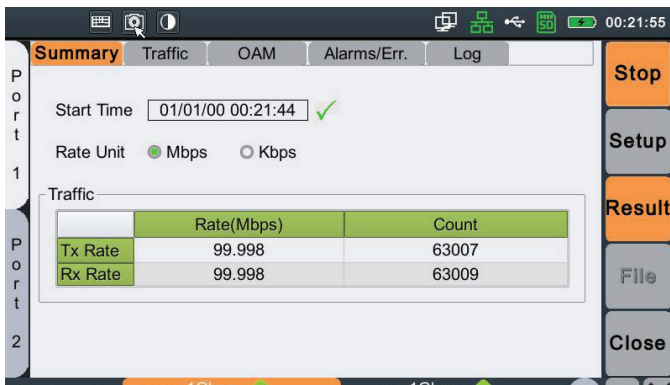 SD
00:21:55
Summary Traffic OAM Alarms/Err. Log
Port 1
Port 2
Start Time 01/01/00 00:21:44
Rate Unit Mbps Kbps
Traffic
Rate(Mbps) Count
Tx Rate 99.998 63007
Rx Rate 99.998 63009
Stop
Setup
Result
File
Close